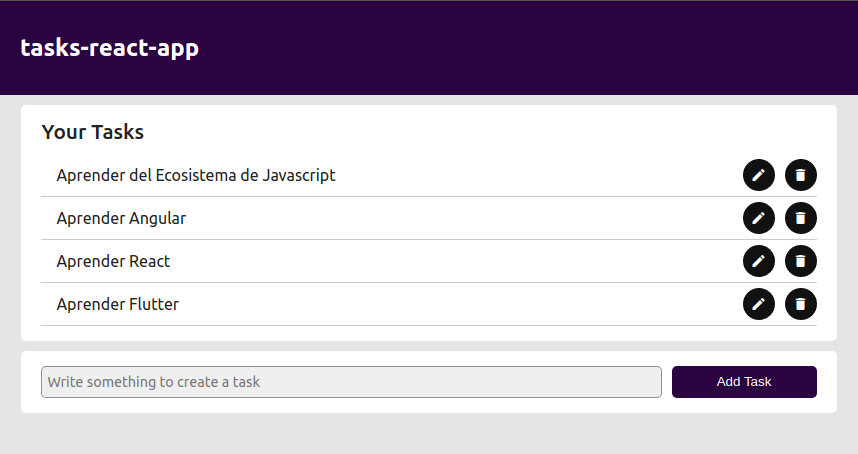 tasks-react-app
Your Tasks
Aprender del Ecosistema de Javascript
Aprender Angular
Aprender React
Aprender Flutter
Write something to create a task
Add Task